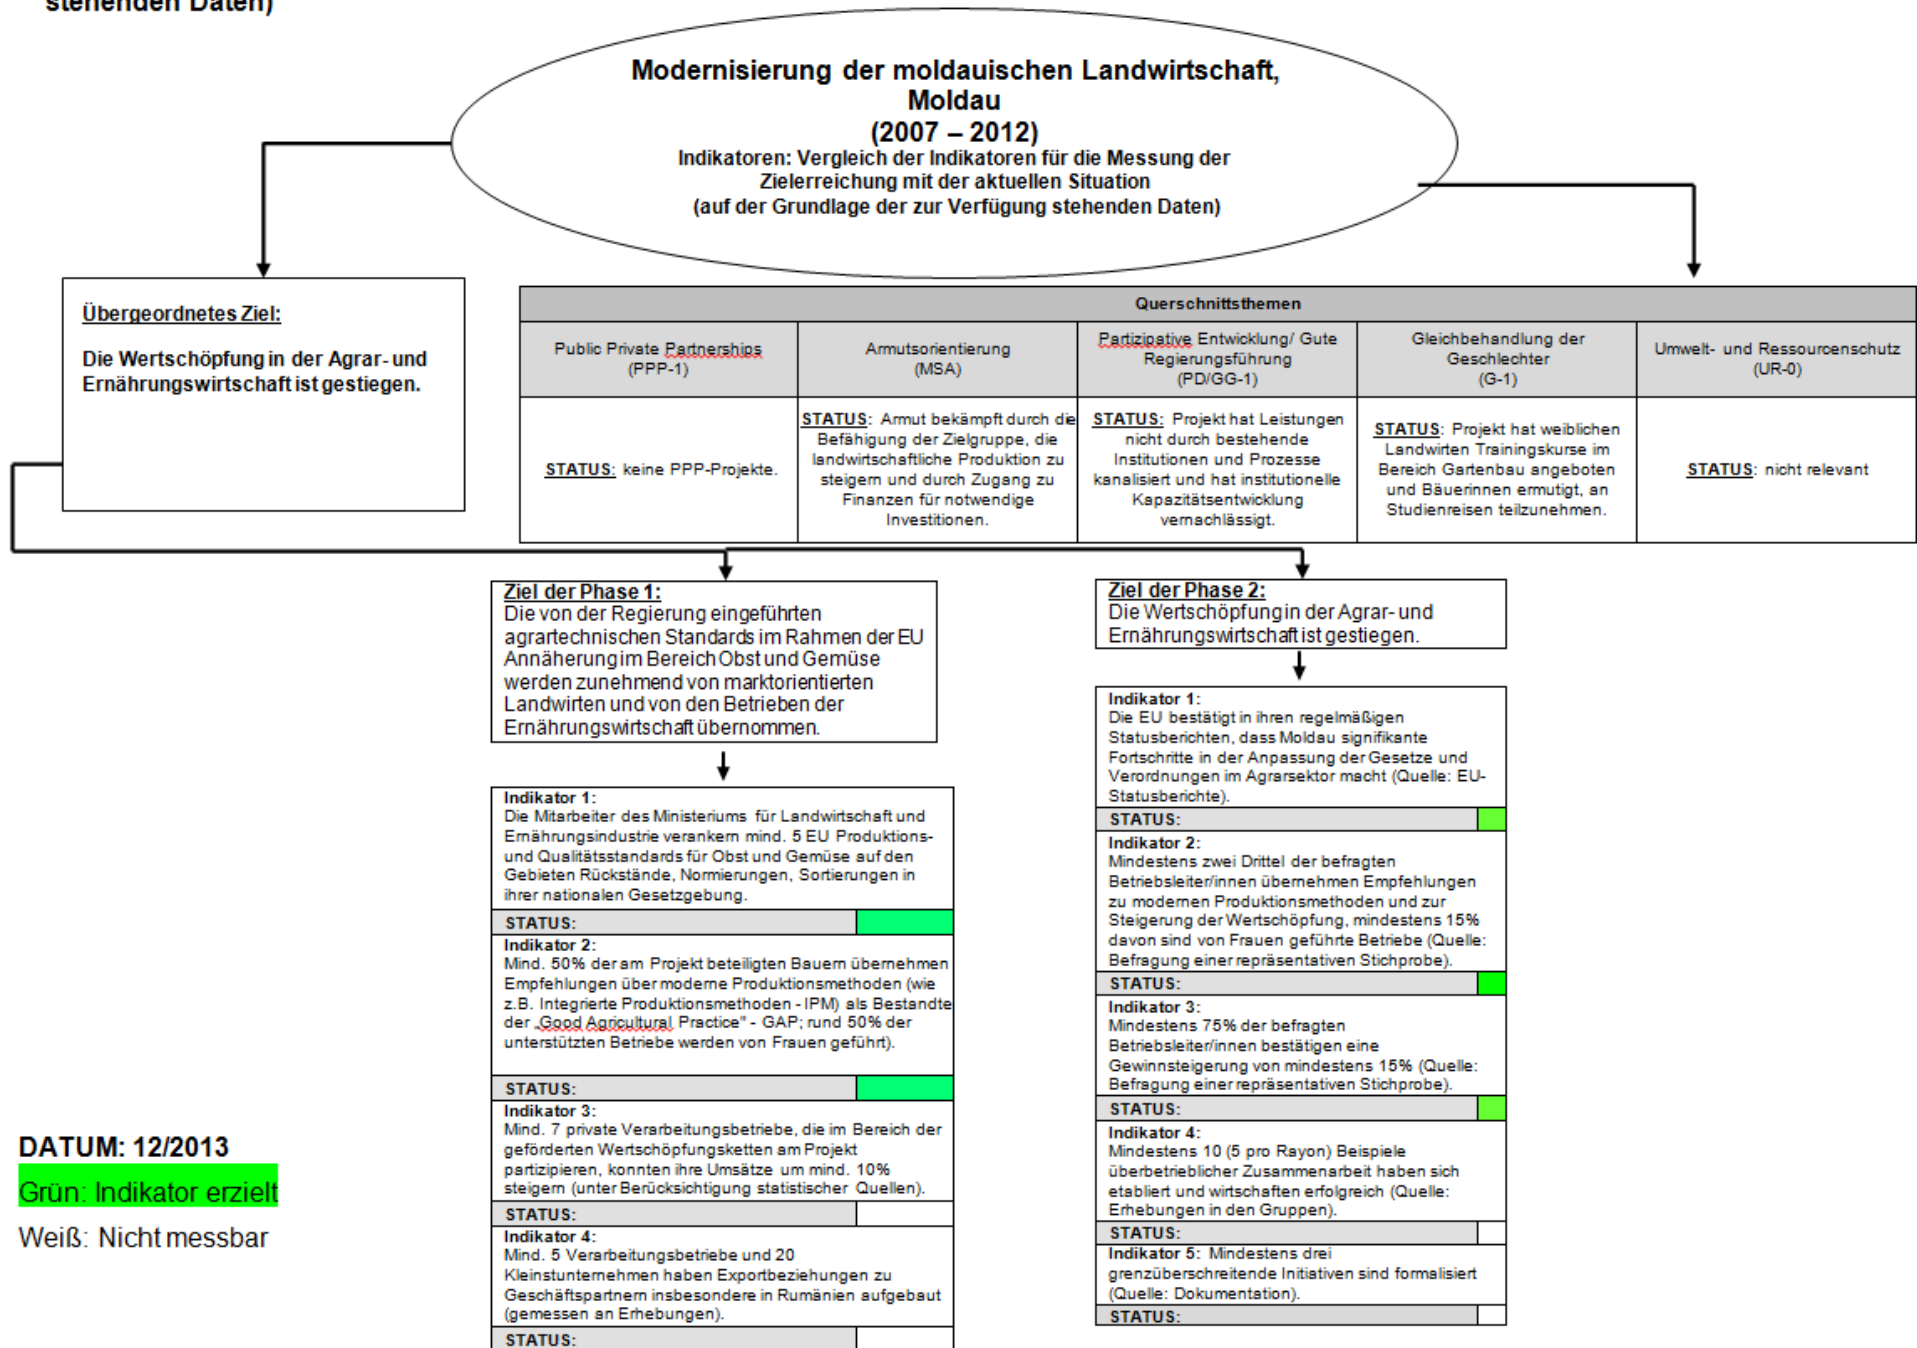 stehenden Daten)
Modernisierung der moldauischen Landwirtschaft,
Moldau
(2007 – 2012)
Indikatoren: Vergleich der Indikatoren für die Messung der
Zielerreichung mit der aktuellen Situation
(auf der Grundlage der zur Verfügung stehenden Daten)
Übergeordnetes Ziel:
Die Wertschöpfung in der Agrar- und
Ernährungswirtschaft ist gestiegen.
Querschnittsthemen
Public Private Partnerships
(PPP-1)
Armutsorientierung
(MSA)
Partizipative Entwicklung/ Gute
Regierungsführung
(PD/GG-1)
Gleichbehandlung der
Geschlechter
(G-1)
Umwelt- und Ressourcenschutz
(UR-0)
STATUS: keine PPP-Projekte.
STATUS: Armut bekämpft durch die
Befähigung der Zielgruppe, die
landwirtschaftliche Produktion zu
steigern und durch Zugang zu
Finanzen für notwendige
Investitionen.
STATUS: Projekt hat Leistungen
nicht durch bestehende
Institutionen und Prozesse
kanalisiert und hat institutionelle
Kapazitätsentwicklung
vernachlässigt.
STATUS: Projekt hat weiblichen
Landwirten Trainingskurse im
Bereich Gartenbau angeboten
und Bäuerinnen ermutigt, an
Studienreisen teilzunehmen.
STATUS: nicht relevant
Ziel der Phase 1:
Die von der Regierung eingeführten
agrartechnischen Standards im Rahmen der EU
Annäherung im Bereich Obst und Gemüse
werden zunehmend von marktorientierten
Landwirten und von den Betrieben der
Ernährungswirtschaft übernommen.
Indikator 1:
Die Mitarbeiter des Ministeriums für Landwirtschaft und
Ernährungsindustrie verankern mind. 5 EU Produktions-
und Qualitätsstandards für Obst und Gemüse auf den
Gebieten Rückstände, Normierungen, Sortierungen in
ihrer nationalen Gesetzgebung.
STATUS:
Indikator 2:
Mind. 50% der am Projekt beteiligten Bauern übernehmen
Empfehlungen über moderne Produktionsmethoden (wie
z.B. Integrierte Produktionsmethoden - IPM) als Bestandte
der „Good Agricultural Practice" - GAP; rund 50% der
unterstützten Betriebe werden von Frauen geführt).
STATUS:
Indikator 3:
Mind. 7 private Verarbeitungsbetriebe, die im Bereich der
geförderten Wertschöpfungsketten am Projekt
partizipieren, konnten ihre Umsätze um mind. 10%
steigern (unter Berücksichtigung statistischer Quellen).
STATUS:
Indikator 4:
Mind. 5 Verarbeitungsbetriebe und 20
Kleinstunternehmen haben Exportbeziehungen zu
Geschäftspartnern insbesondere in Rumänien aufgebaut
(gemessen an Erhebungen).
STATUS:
Ziel der Phase 2:
Die Wertschöpfung in der Agrar- und
Ernährungswirtschaft ist gestiegen.
Indikator 1:
Die EU bestätigt in ihren regelmäßigen
Statusberichten, dass Moldau signifikante
Fortschritte in der Anpassung der Gesetze und
Verordnungen im Agrarsektor macht (Quelle: EU-
Statusberichte).
STATUS:
Indikator 2:
Mindestens zwei Drittel der befragten
Betriebsleiter/innen übernehmen Empfehlungen
zu modernen Produktionsmethoden und zur
Steigerung der Wertschöpfung, mindestens 15%
davon sind von Frauen geführte Betriebe (Quelle:
Befragung einer repräsentativen Stichprobe).
STATUS:
Indikator 3:
Mindestens 75% der befragten
Betriebsleiter/innen bestätigen eine
Gewinnsteigerung von mindestens 15% (Quelle:
Befragung einer repräsentativen Stichprobe).
STATUS:
Indikator 4:
Mindestens 10 (5 pro Rayon) Beispiele
überbetrieblicher Zusammenarbeit haben sich
etabliert und wirtschaften erfolgreich (Quelle:
Erhebungen in den Gruppen).
STATUS:
Indikator 5: Mindestens drei
grenzüberschreitende Initiativen sind formalisiert
(Quelle: Dokumentation).
STATUS:
DATUM: 12/2013
Grün: Indikator erzielt
Weiß: Nicht messbar